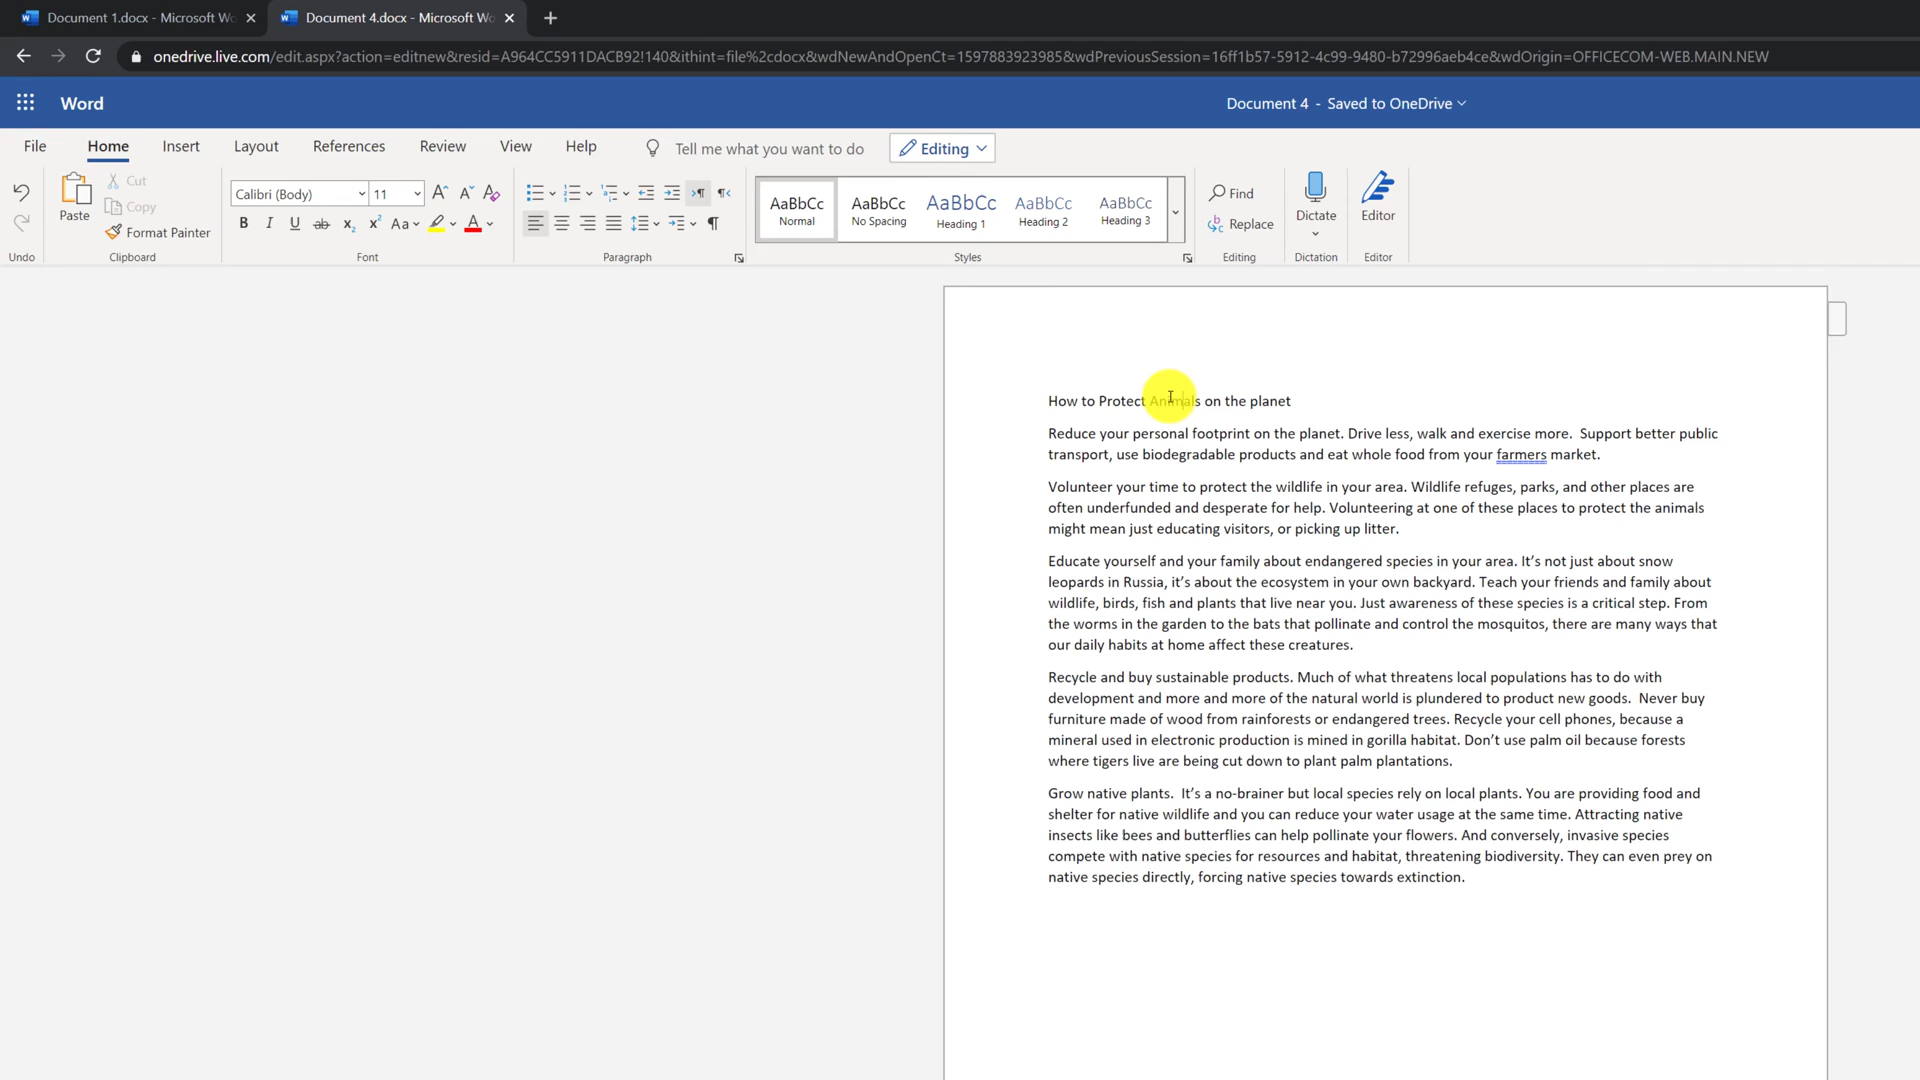 Document 1.docx - Microsoft Wo
Document 4.docx - Microsoft Wo
onedrive.live.com/edit.aspx?action=editnew&resid=A964CC5911DACB92!140&ithint=file%2cdocx&wdNewAndOpenCt=1597883923985&wdPreviousSession=16ff1b57-5912-4c99-9480-b72996aeb4ce&wdOrigin=OFFICECOM-WEB.MAIN.NEW
Word
Document 4 - Saved to OneDrive
File Home Insert Layout References Review View Help Tell me what you want to do Editing
Paste
Cut
Copy
Format Painter
Calibri (Body) 11
AaBbCc AaBbCc AaBbCc AaBbCc AaBbCc
Normal No Spacing Heading 1 Heading 2 Heading 3
Find
Replace
Dictate
Editor
Undo Clipboard Font Paragraph Styles Editing Dictation Editor
How to Protect Animals on the planet
Reduce your personal footprint on the planet. Drive less, walk and exercise more.  Support better public
transport, use biodegradable products and eat whole food from your farmers market.
Volunteer your time to protect the wildlife in your area. Wildlife refuges, parks, and other places are
often underfunded and desperate for help. Volunteering at one of these places to protect the animals
might mean just educating visitors, or picking up litter.
Educate yourself and your family about endangered species in your area. It’s not just about snow
leopards in Russia, it’s about the ecosystem in your own backyard. Teach your friends and family about
wildlife, birds, fish and plants that live near you. Just awareness of these species is a critical step. From
the worms in the garden to the bats that pollinate and control the mosquitos, there are many ways that
our daily habits at home affect these creatures.
Recycle and buy sustainable products. Much of what threatens local populations has to do with
development and more and more of the natural world is plundered to product new goods.  Never buy
furniture made of wood from rainforests or endangered trees. Recycle your cell phones, because a
mineral used in electronic production is mined in gorilla habitat. Don’t use palm oil because forests
where tigers live are being cut down to plant palm plantations.
Grow native plants.  It’s a no-brainer but local species rely on local plants. You are providing food and
shelter for native wildlife and you can reduce your water usage at the same time. Attracting native
insects like bees and butterflies can help pollinate your flowers. And conversely, invasive species
compete with native species for resources and habitat, threatening biodiversity. They can even prey on
native species directly, forcing native species towards extinction.